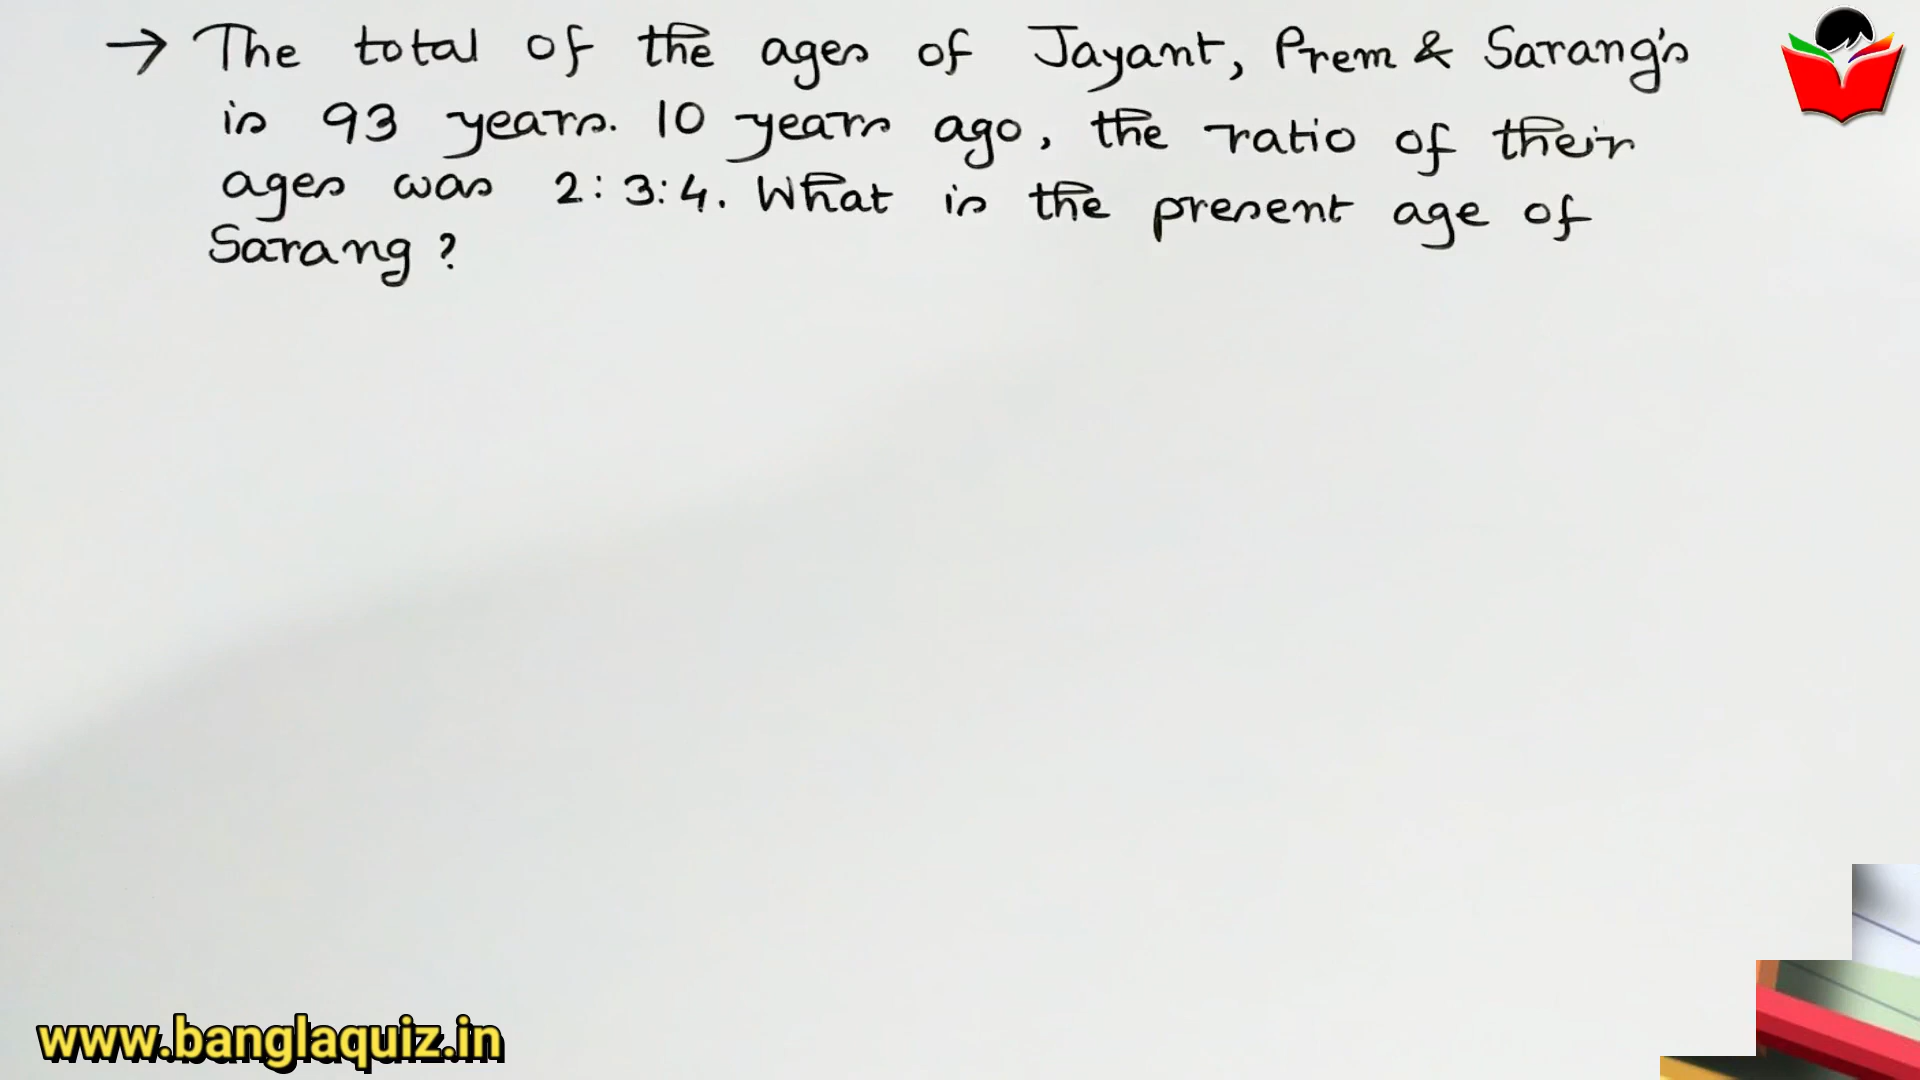 → The total of the ages of Jayant, Prem & Sarang's
is 93 years. 10 years ago, the ratio of their
ages was 2:3:4. What is the present age of
Sarang?
www.banglaquiz.in